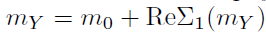 m_Y = m_0 + ReΣ_1(m_Y)